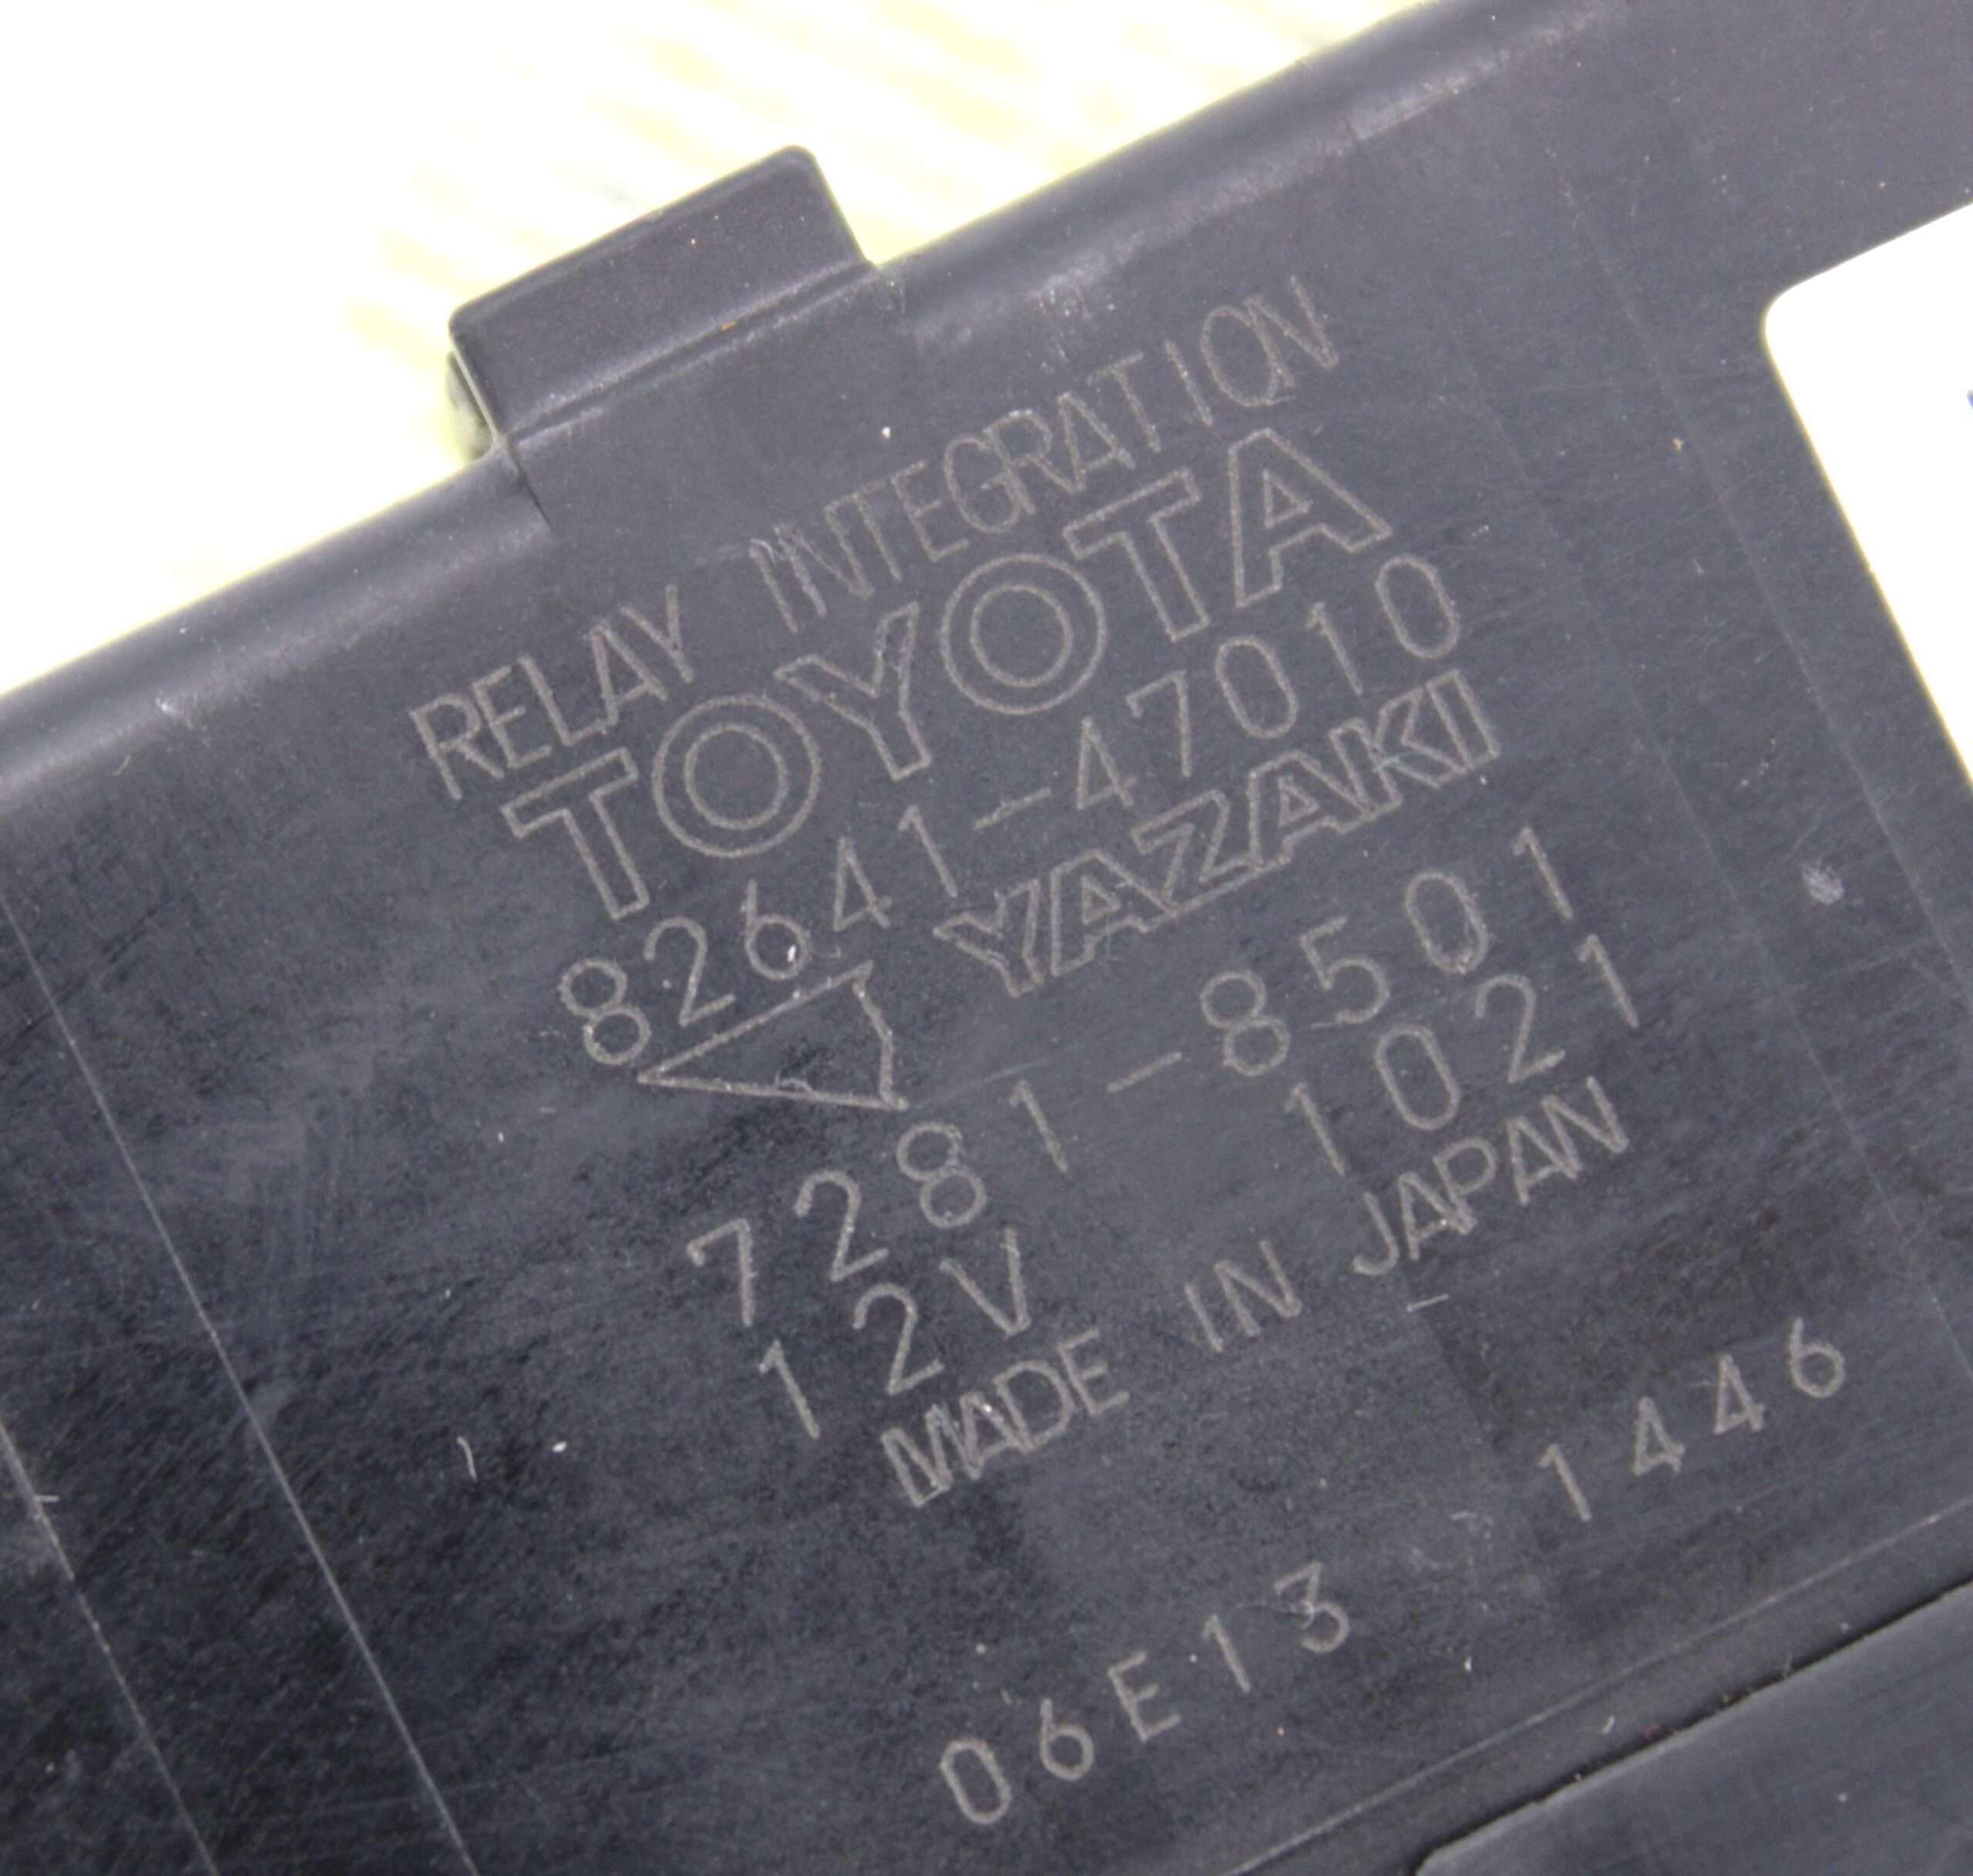 RELAY INTEGRATION
TOYOTA
82641-47010
YAZAKI
7281-8501
12V 1021
MADE IN JAPAN
06E13 1446